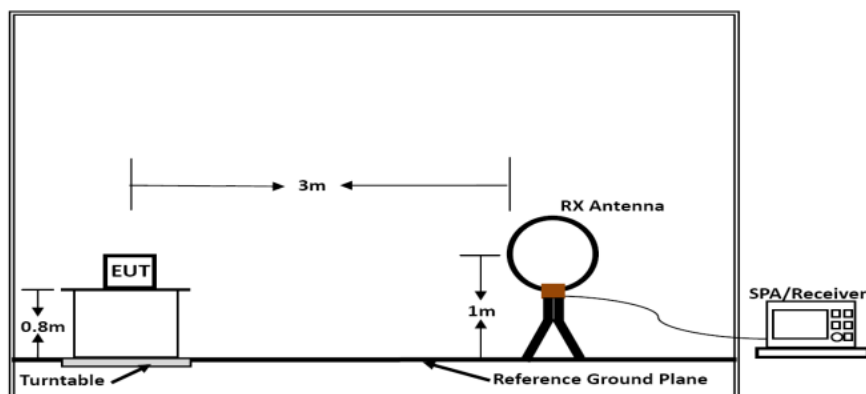 3m
RX Antenna
EUT
SPA/Receiver
0.8m
1m
Turntable
Reference Ground Plane